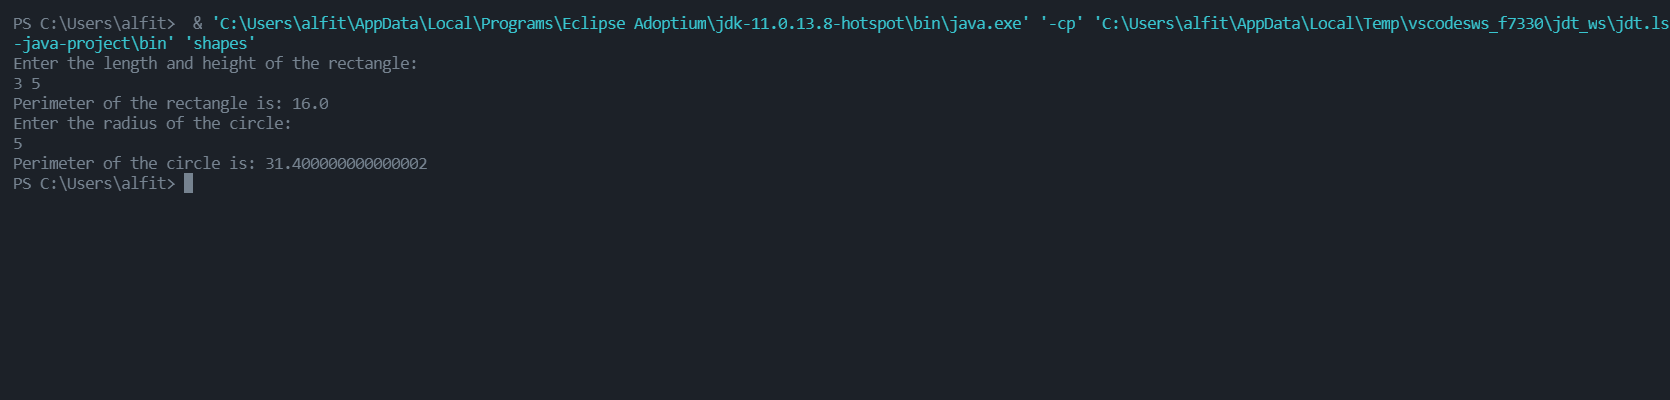 PS C:\Users\alfit>  & 'C:\Users\alfit\AppData\Local\Programs\Eclipse Adoptium\jdk-11.0.13.8-hotspot\bin\java.exe' '-cp' 'C:\Users\alfit\AppData\Local\Temp\vscodesws_f7330\jdt_ws\jdt.ls
-java-project\bin' 'shapes'
Enter the length and height of the rectangle:
3 5
Perimeter of the rectangle is: 16.0
Enter the radius of the circle:
5
Perimeter of the circle is: 31.400000000000002
PS C:\Users\alfit>